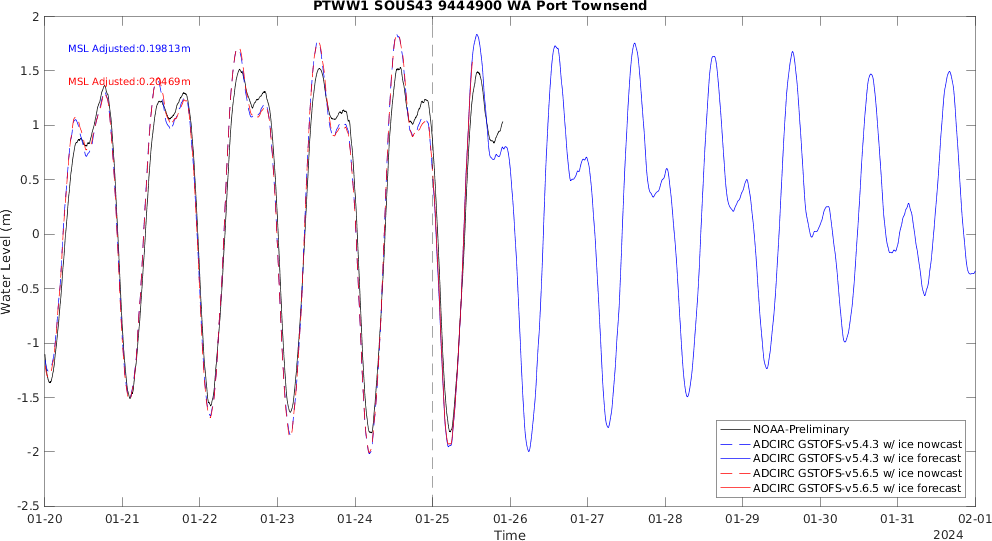 PTWW1 SOUS43 9444900 WA Port Townsend
2
1.5
1
0.5
0
-0.5
-1
-1.5
-2
-2.5
Water Level (m)
MSL Adjusted:0.19813m
MSL Adjusted:0.20469m
NOAA-Preliminary
ADCIRC GSTOFS-v5.4.3 w/ ice nowcast
ADCIRC GSTOFS-v5.4.3 w/ ice forecast
ADCIRC GSTOFS-v5.6.5 w/ ice nowcast
ADCIRC GSTOFS-v5.6.5 w/ ice forecast
01-20 01-21 01-22 01-23 01-24 01-25 01-26 01-27 01-28 01-29 01-30 01-31 02-01
Time
2024